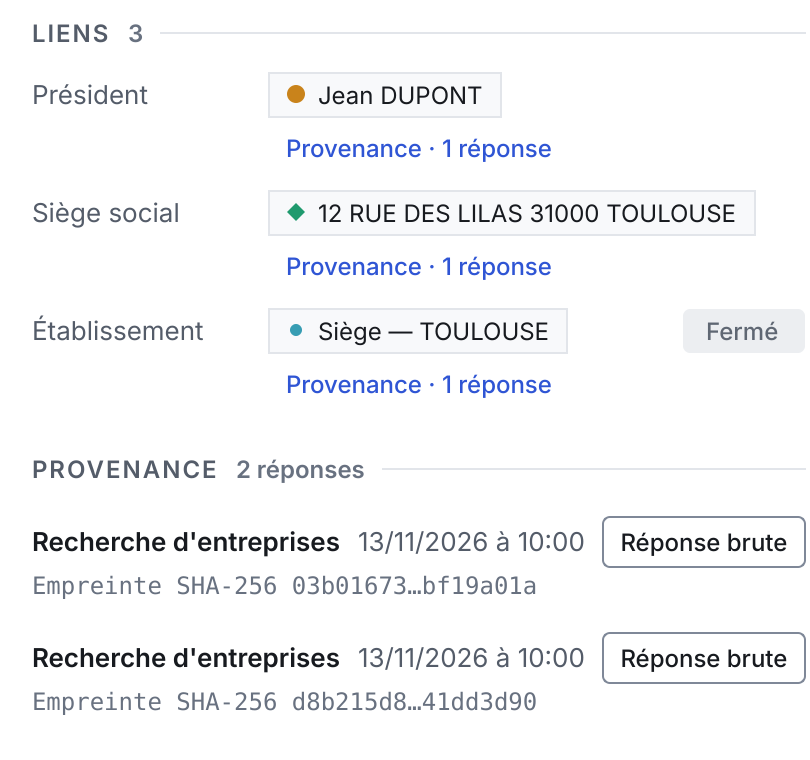 LIENS 3
Président Jean DUPONT
Provenance · 1 réponse
Siège social 12 RUE DES LILAS 31000 TOULOUSE
Provenance · 1 réponse
Établissement Siège — TOULOUSE Fermé
Provenance · 1 réponse
PROVENANCE 2 réponses
Recherche d'entreprises 13/11/2026 à 10:00 Réponse brute
Empreinte SHA-256 03b01673…bf19a01a
Recherche d'entreprises 13/11/2026 à 10:00 Réponse brute
Empreinte SHA-256 d8b215d8…41dd3d90